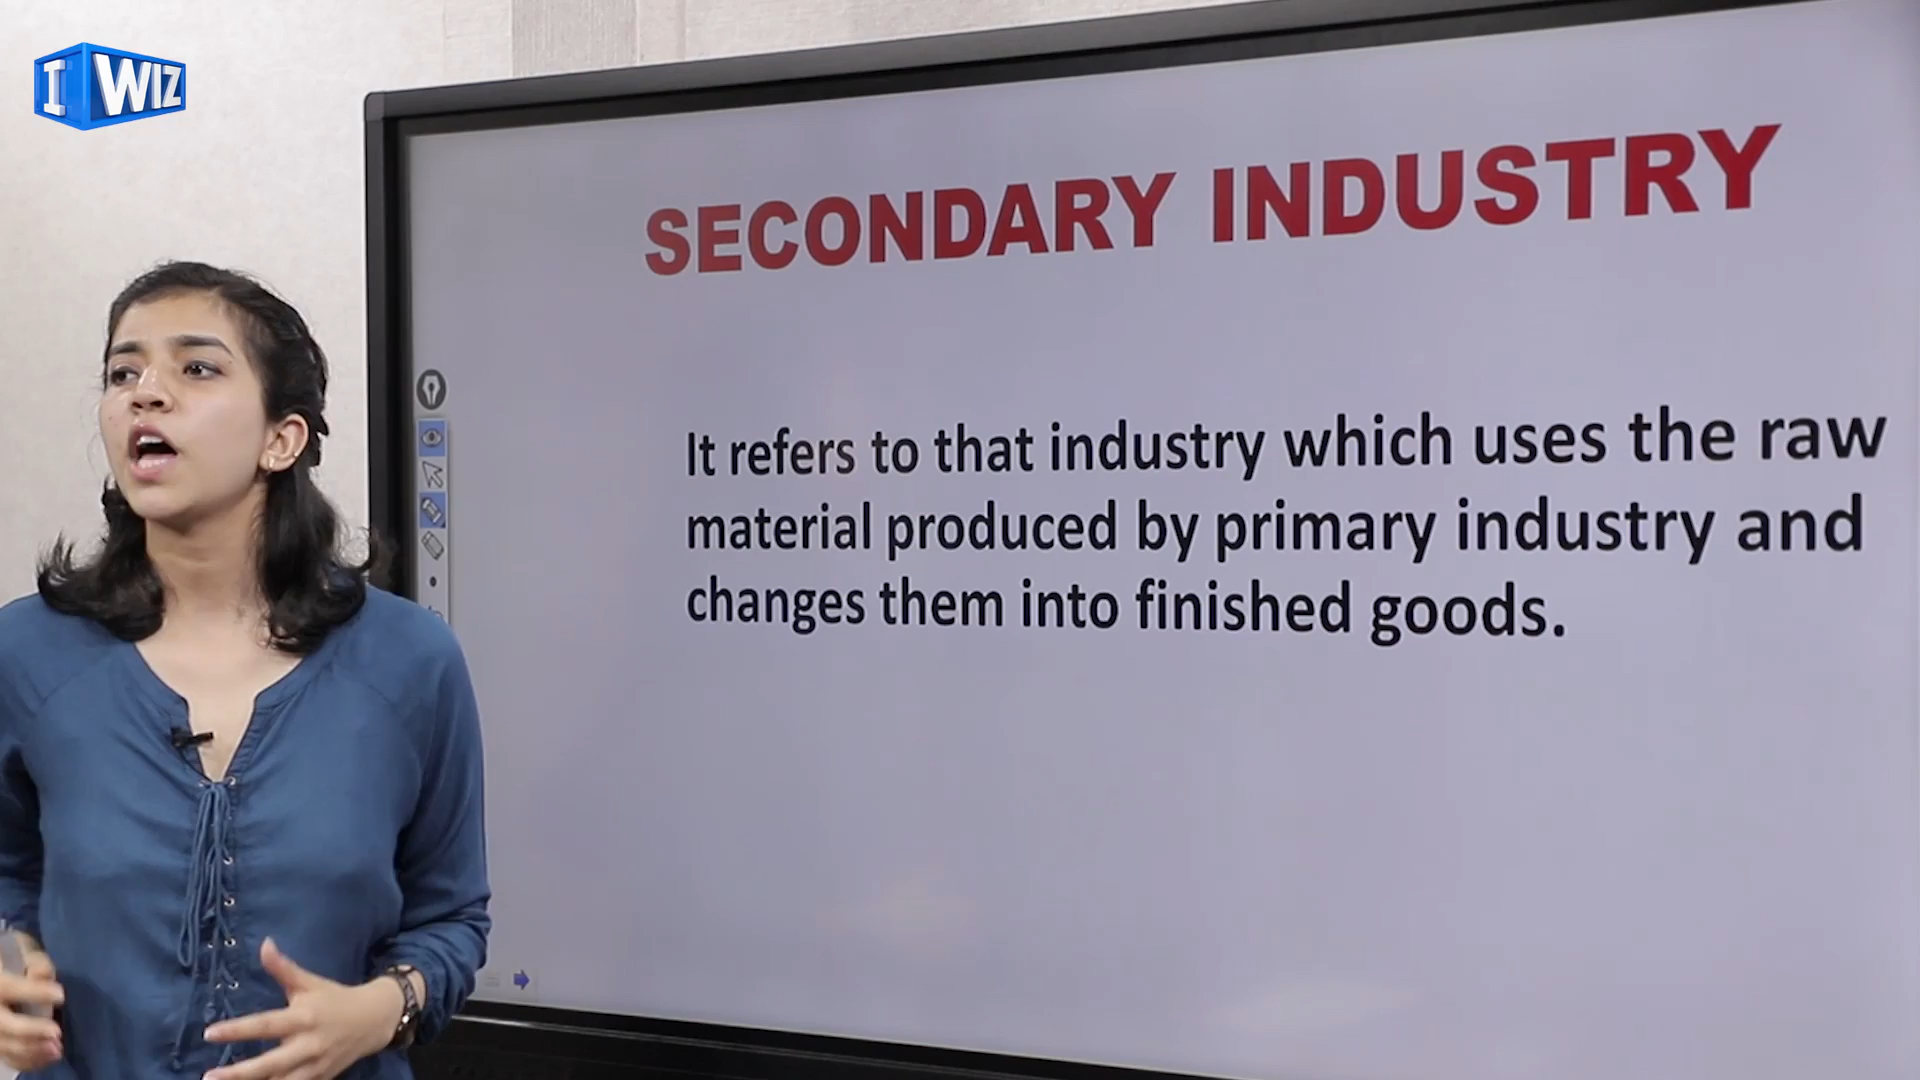 I WIZ
SECONDARY INDUSTRY
It refers to that industry which uses the raw
material produced by primary industry and
changes them into finished goods.